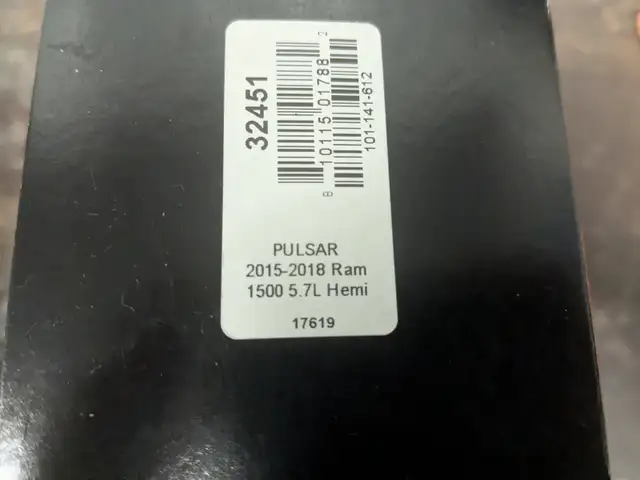 32451
8 10115 01788 2
101-141-612
PULSAR
2015-2018 Ram
1500 5.7L Hemi
17619